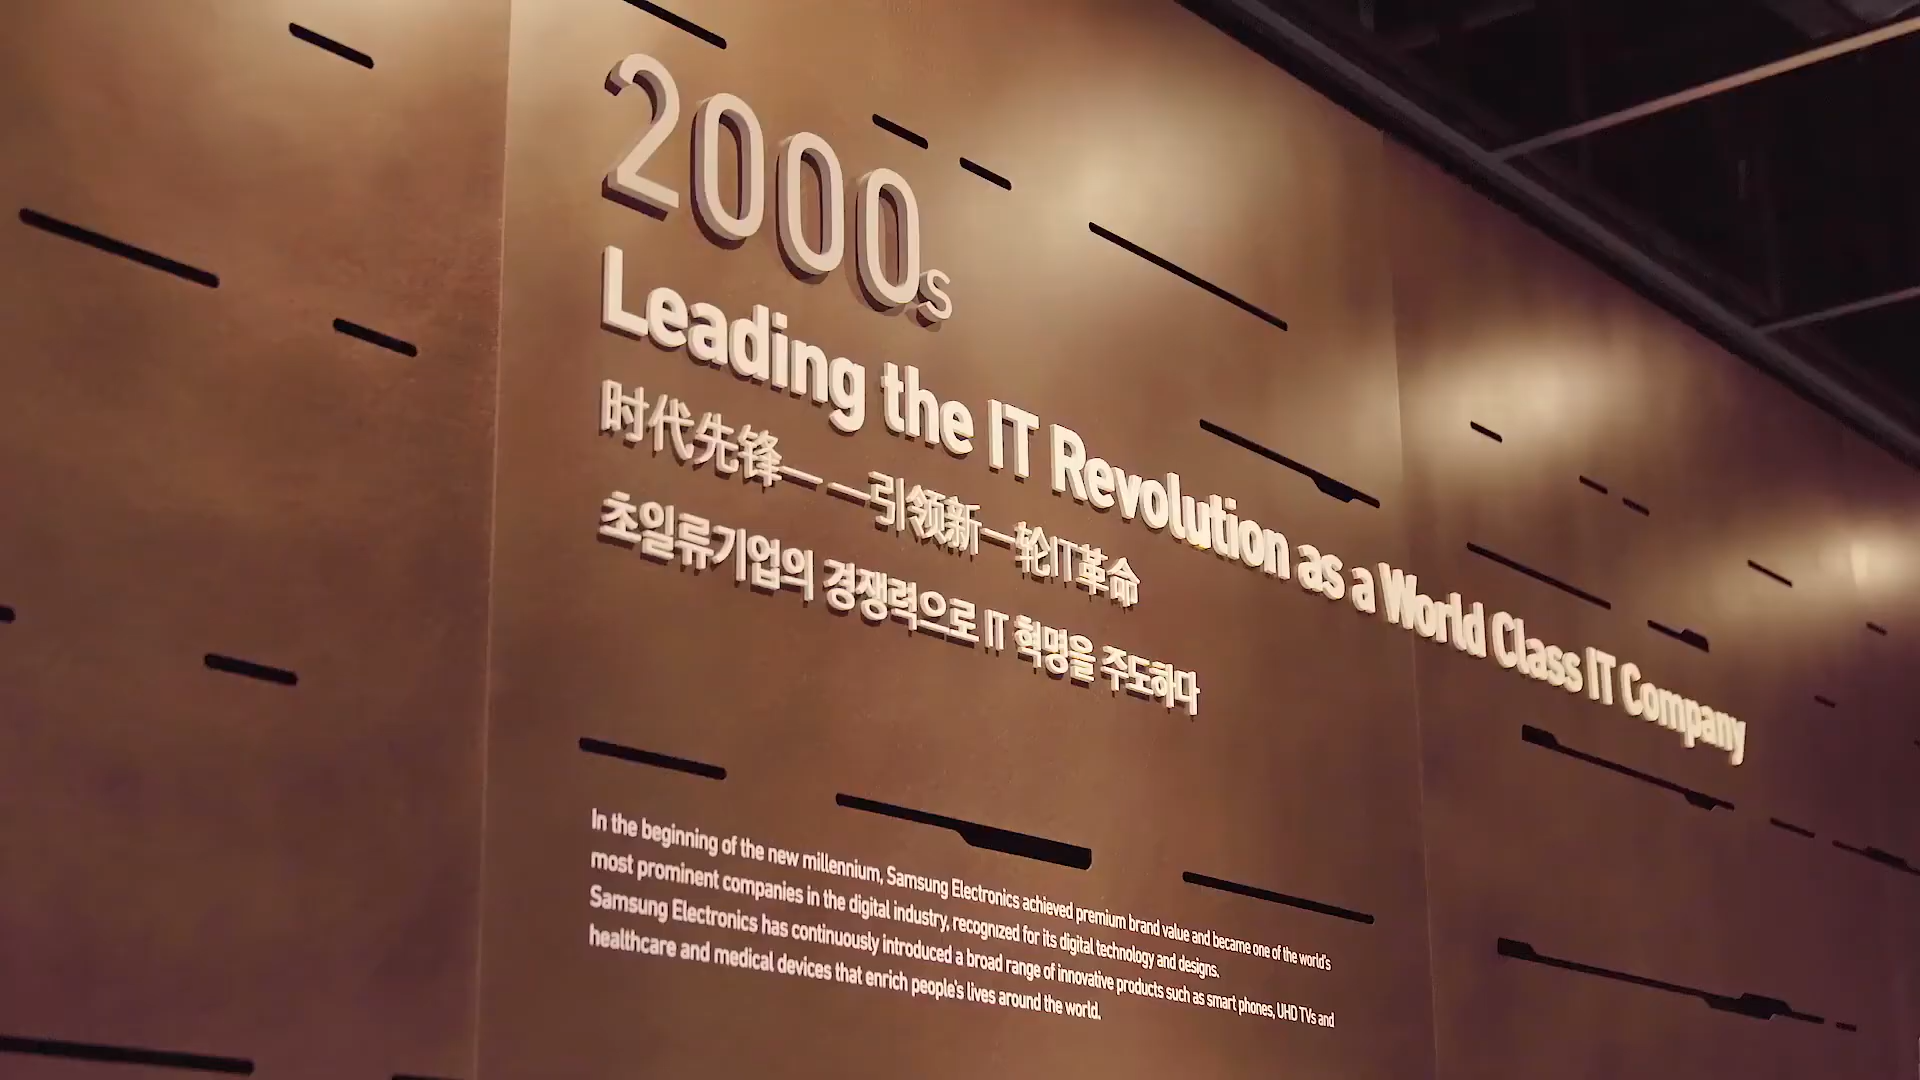 2000s
Leading the IT Revolution as a World Class IT Company
时代先锋——引领新一轮IT革命
초일류기업의 경쟁력으로 IT 혁명을 주도하다
In the beginning of the new millennium, Samsung Electronics achieved premium brand value and became one of the world's
most prominent companies in the digital industry, recognized for its digital technology and designs.
Samsung Electronics has continuously introduced a broad range of innovative products such as smart phones, UHD TVs and
healthcare and medical devices that enrich people's lives around the world.